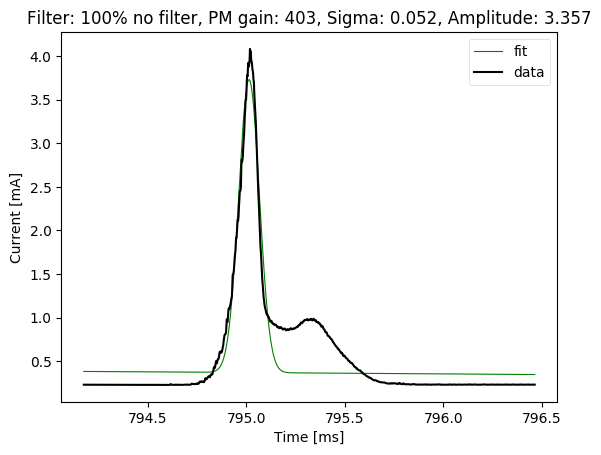 Filter: 100% no filter, PM gain: 403, Sigma: 0.052, Amplitude: 3.357
fit
data
4.0
3.5
3.0
2.5
2.0
1.5
1.0
0.5
Current [mA]
794.5 795.0 795.5 796.0 796.5
Time [ms]